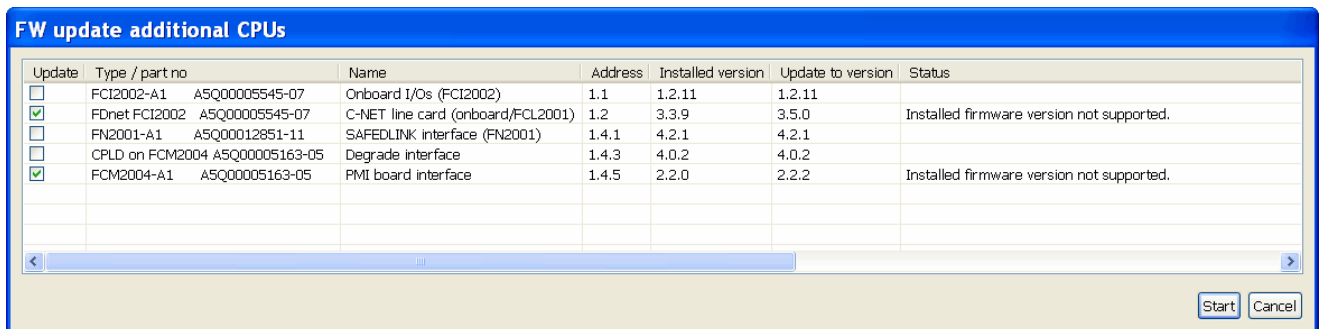 FW update additional CPUs
Update Type / part no Name Address Installed version Update to version Status
FCI2002-A1 A5Q00005545-07 Onboard I/Os (FCI2002) 1.1 1.2.11 1.2.11
FDnet FCI2002 A5Q00005545-07 C-NET line card (onboard/FCL2001) 1.2 3.3.9 3.5.0 Installed firmware version not supported.
FN2001-A1 A5Q00012851-11 SAFEDLINK interface (FN2001) 1.4.1 4.2.1 4.2.1
CPLD on FCM2004 A5Q00005163-05 Degrade interface 1.4.3 4.0.2 4.0.2
FCM2004-A1 A5Q00005163-05 PMI board interface 1.4.5 2.2.0 2.2.2 Installed firmware version not supported.
Start Cancel